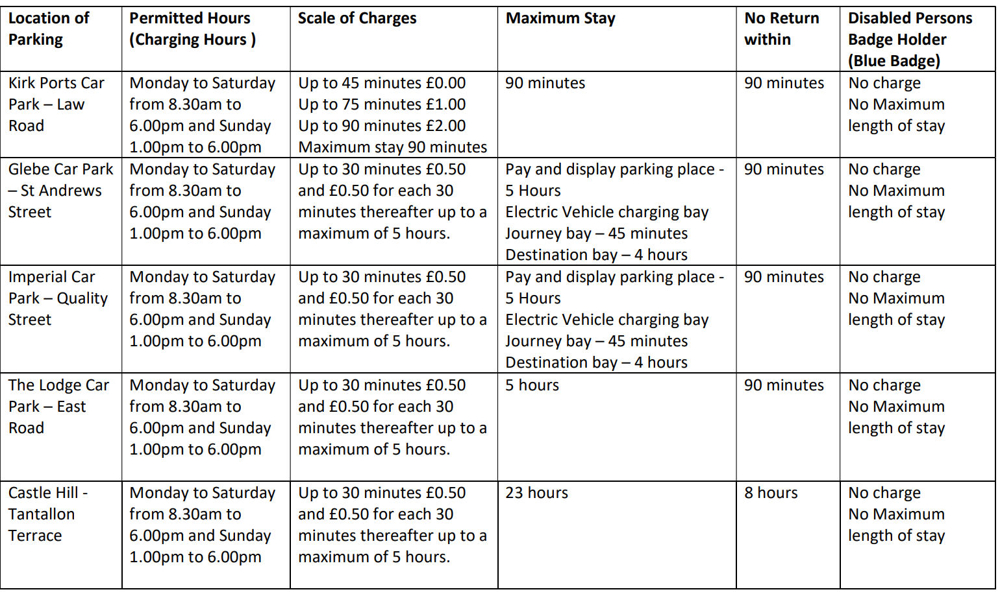 Location of
Parking
Permitted Hours
(Charging Hours )
Scale of Charges
Maximum Stay
No Return
within
Disabled Persons
Badge Holder
(Blue Badge)
Kirk Ports Car
Park – Law
Road
Monday to Saturday
from 8.30am to
6.00pm and Sunday
1.00pm to 6.00pm
Up to 45 minutes £0.00
Up to 75 minutes £1.00
Up to 90 minutes £2.00
Maximum stay 90 minutes
90 minutes
90 minutes
No charge
No Maximum
length of stay
Glebe Car Park
– St Andrews
Street
Monday to Saturday
from 8.30am to
6.00pm and Sunday
1.00pm to 6.00pm
Up to 30 minutes £0.50
and £0.50 for each 30
minutes thereafter up to a
maximum of 5 hours.
Pay and display parking place -
5 Hours
Electric Vehicle charging bay
Journey bay – 45 minutes
Destination bay – 4 hours
90 minutes
No charge
No Maximum
length of stay
Imperial Car
Park – Quality
Street
Monday to Saturday
from 8.30am to
6.00pm and Sunday
1.00pm to 6.00pm
Up to 30 minutes £0.50
and £0.50 for each 30
minutes thereafter up to a
maximum of 5 hours.
Pay and display parking place -
5 Hours
Electric Vehicle charging bay
Journey bay – 45 minutes
Destination bay – 4 hours
90 minutes
No charge
No Maximum
length of stay
The Lodge Car
Park – East
Road
Monday to Saturday
from 8.30am to
6.00pm and Sunday
1.00pm to 6.00pm
Up to 30 minutes £0.50
and £0.50 for each 30
minutes thereafter up to a
maximum of 5 hours.
5 hours
90 minutes
No charge
No Maximum
length of stay
Castle Hill -
Tantallon
Terrace
Monday to Saturday
from 8.30am to
6.00pm and Sunday
1.00pm to 6.00pm
Up to 30 minutes £0.50
and £0.50 for each 30
minutes thereafter up to a
maximum of 5 hours.
23 hours
8 hours
No charge
No Maximum
length of stay